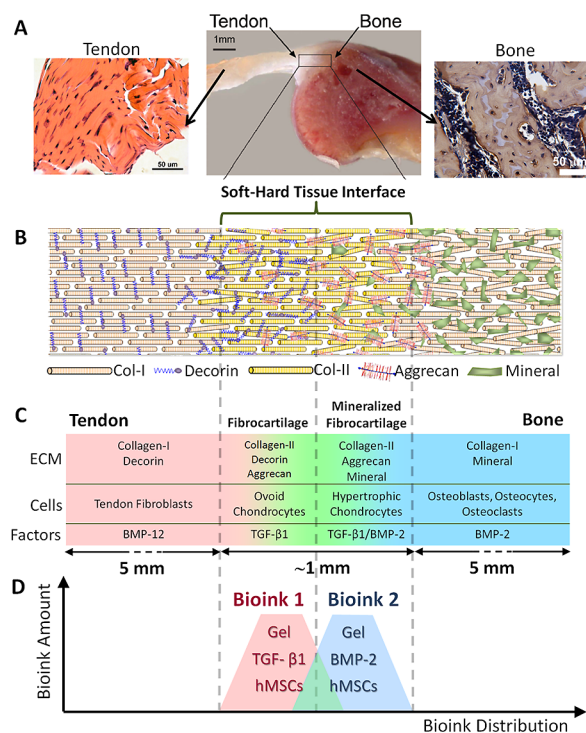 A
Tendon
1mm
Tendon
Bone
Bone
50 um
50 um
Soft-Hard Tissue Interface
B
Col-I
Decorin
Col-II
Aggrecan
Mineral
C
Tendon
Fibrocartilage
Mineralized
Fibrocartilage
Bone
ECM
Collagen-I
Decorin
Collagen-II
Decorin
Aggrecan
Collagen-II
Aggrecan
Mineral
Collagen-I
Mineral
Cells
Tendon Fibroblasts
Ovoid
Chondrocytes
Hypertrophic
Chondrocytes
Osteoblasts, Osteocytes,
Osteoclasts
Factors
BMP-12
TGF-β1
TGF-β1/BMP-2
BMP-2
5 mm
~1 mm
5 mm
D
Bioink Amount
Bioink 1
Gel
TGF- β1
hMSCs
Bioink 2
Gel
BMP-2
hMSCs
Bioink Distribution